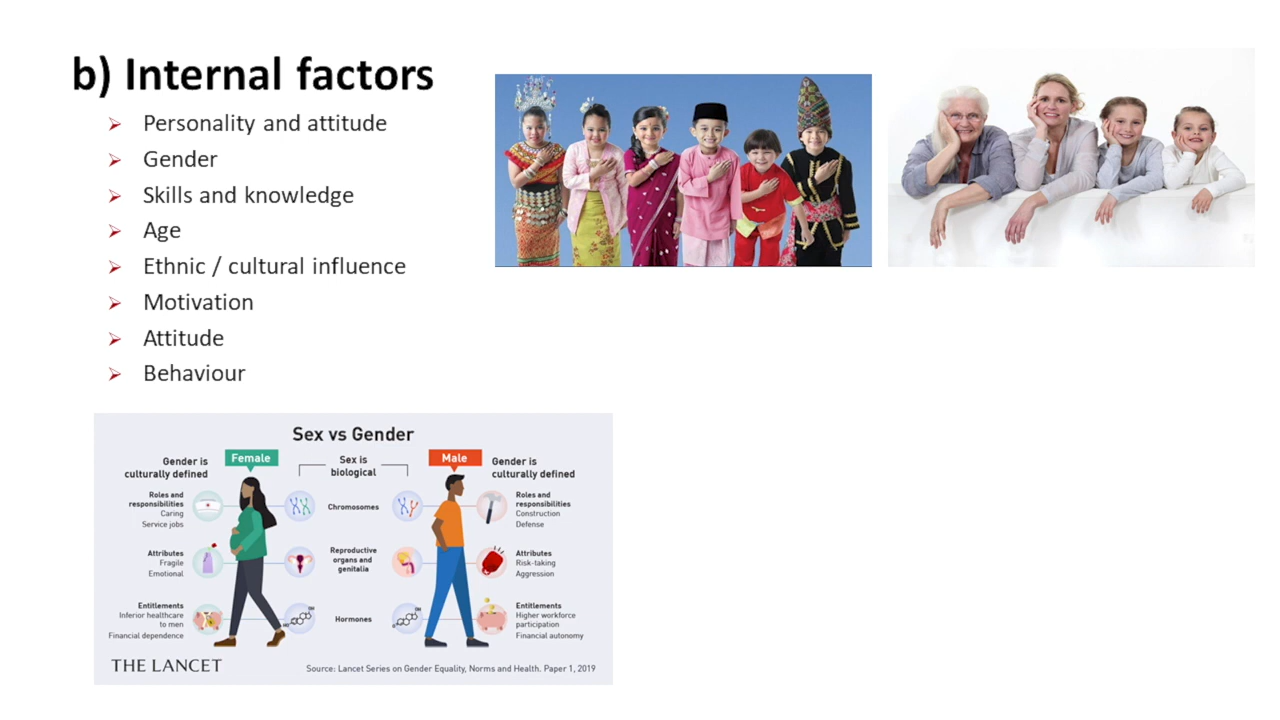 b) Internal factors
Personality and attitude
Gender
Skills and knowledge
Age
Ethnic / cultural influence
Motivation
Attitude
Behaviour
Sex vs Gender
Gender is
culturally defined
Female
Sex is
biological
Male
Gender is
culturally defined
Roles and
responsibilities
Caring
Service jobs
Chromosomes
Roles and
responsibilities
Construction
Defense
Attributes
Fragile
Emotional
Reproductive
organs and
genitalia
Attributes
Risk-taking
Aggression
Entitlements
Inferior healthcare
to men
Financial dependence
Hormones
Entitlements
Higher workforce
participation
Financial autonomy
THE LANCET
Source: Lancet Series on Gender Equality, Norms and Health. Paper 1, 2019